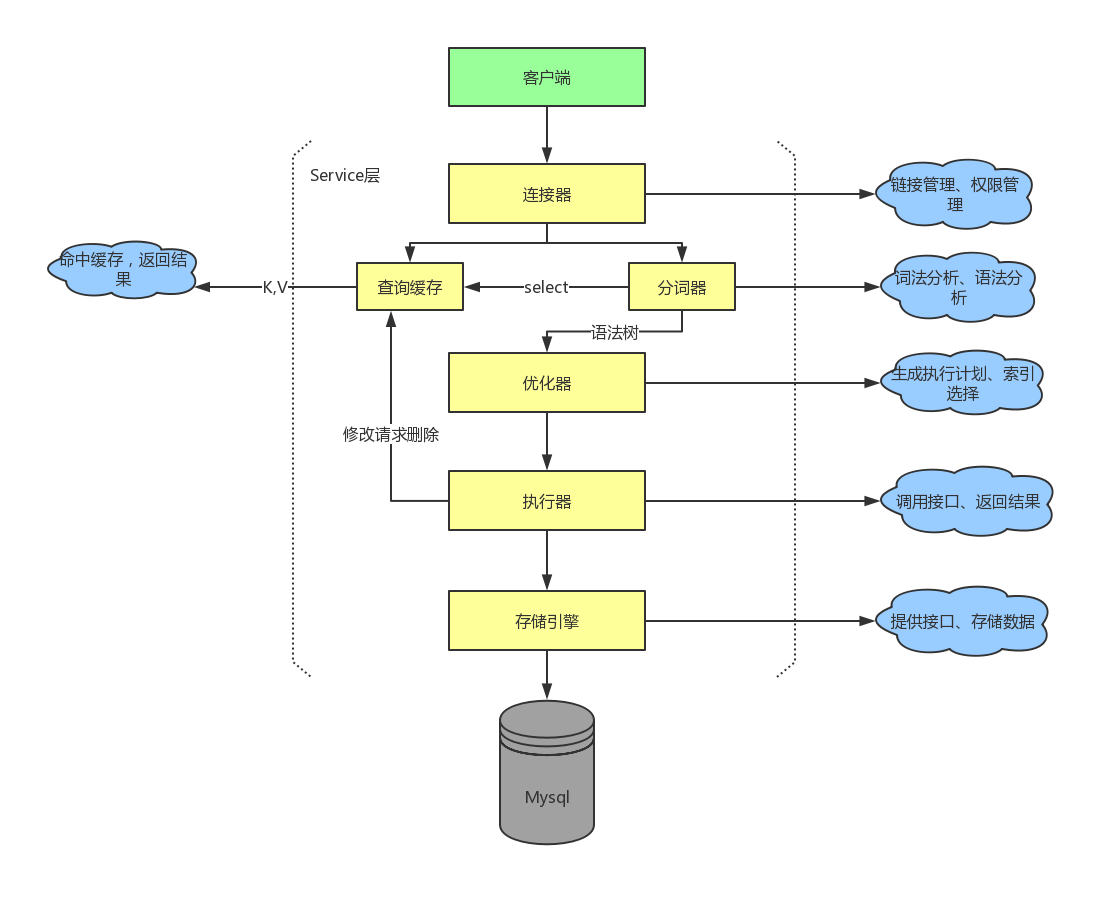 客户端
Service层
连接器
链接管理、权限管
理
命中缓存，返回结
果
K,V
查询缓存
select
分词器
词法分析、语法分
析
语法树
优化器
生成执行计划、索引
选择
修改请求删除
执行器
调用接口、返回结果
存储引擎
提供接口、存储数据
Mysql